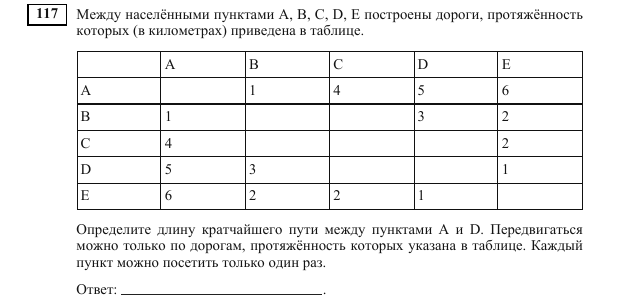 117 Между населёнными пунктами A, B, C, D, E построены дороги, протяжённость
которых (в километрах) приведена в таблице.
A B C D E
A 1 4 5 6
B 1 3 2
C 4 2
D 5 3 1
E 6 2 2 1
Определите длину кратчайшего пути между пунктами A и D. Передвигаться
можно только по дорогам, протяжённость которых указана в таблице. Каждый
пункт можно посетить только один раз.
Ответ: ______________________.